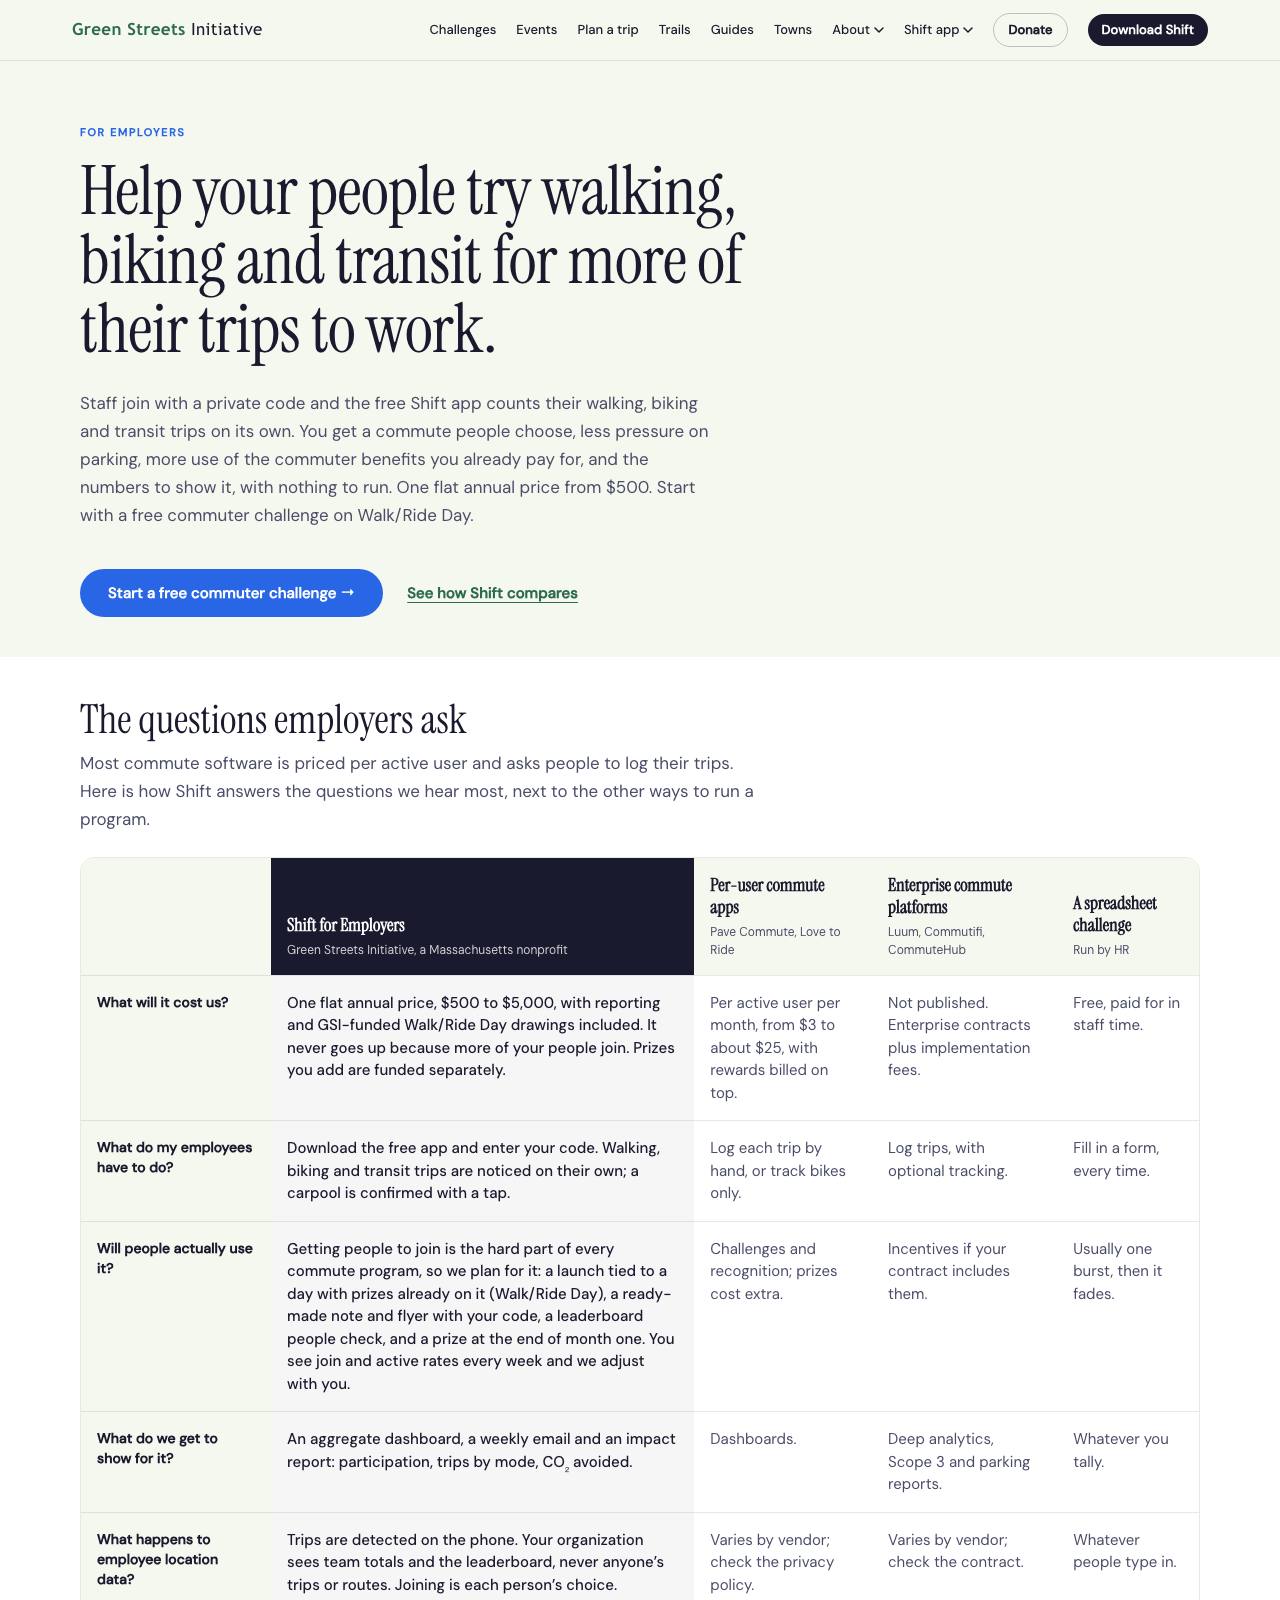 Green Streets Initiative
Challenges Events Plan a trip Trails Guides Towns About Shift app Donate Download Shift
FOR EMPLOYERS
Help your people try walking,
biking and transit for more of
their trips to work.
Staff join with a private code and the free Shift app counts their walking, biking
and transit trips on its own. You get a commute people choose, less pressure on
parking, more use of the commuter benefits you already pay for, and the
numbers to show it, with nothing to run. One flat annual price from $500. Start
with a free commuter challenge on Walk/Ride Day.
Start a free commuter challenge →
See how Shift compares
The questions employers ask
Most commute software is priced per active user and asks people to log their trips.
Here is how Shift answers the questions we hear most, next to the other ways to run a
program.
Shift for Employers
Green Streets Initiative, a Massachusetts nonprofit
Per-user commute
apps
Pave Commute, Love to
Ride
Enterprise commute
platforms
Luum, Commutifi,
CommuteHub
A spreadsheet
challenge
Run by HR
What will it cost us?
One flat annual price, $500 to $5,000, with reporting
and GSI-funded Walk/Ride Day drawings included. It
never goes up because more of your people join. Prizes
you add are funded separately.
Per active user per
month, from $3 to
about $25, with
rewards billed on
top.
Not published.
Enterprise contracts
plus implementation
fees.
Free, paid for in
staff time.
What do my employees
have to do?
Download the free app and enter your code. Walking,
biking and transit trips are noticed on their own; a
carpool is confirmed with a tap.
Log each trip by
hand, or track bikes
only.
Log trips, with
optional tracking.
Fill in a form,
every time.
Will people actually use
it?
Getting people to join is the hard part of every
commute program, so we plan for it: a launch tied to a
day with prizes already on it (Walk/Ride Day), a ready-
made note and flyer with your code, a leaderboard
people check, and a prize at the end of month one. You
see join and active rates every week and we adjust
with you.
Challenges and
recognition; prizes
cost extra.
Incentives if your
contract includes
them.
Usually one
burst, then it
fades.
What do we get to
show for it?
An aggregate dashboard, a weekly email and an impact
report: participation, trips by mode, CO₂ avoided.
Dashboards.
Deep analytics,
Scope 3 and parking
reports.
Whatever you
tally.
What happens to
employee location
data?
Trips are detected on the phone. Your organization
sees team totals and the leaderboard, never anyone’s
trips or routes. Joining is each person’s choice.
Varies by vendor;
check the privacy
policy.
Varies by vendor;
check the contract.
Whatever
people type in.